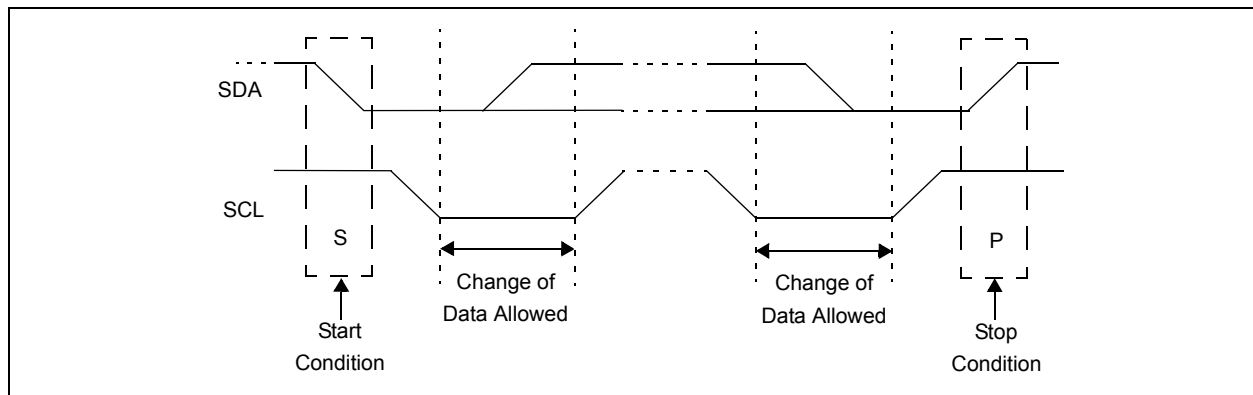 SDA
SCL
S
P
Change of
Data Allowed
Change of
Data Allowed
Start
Condition
Stop
Condition